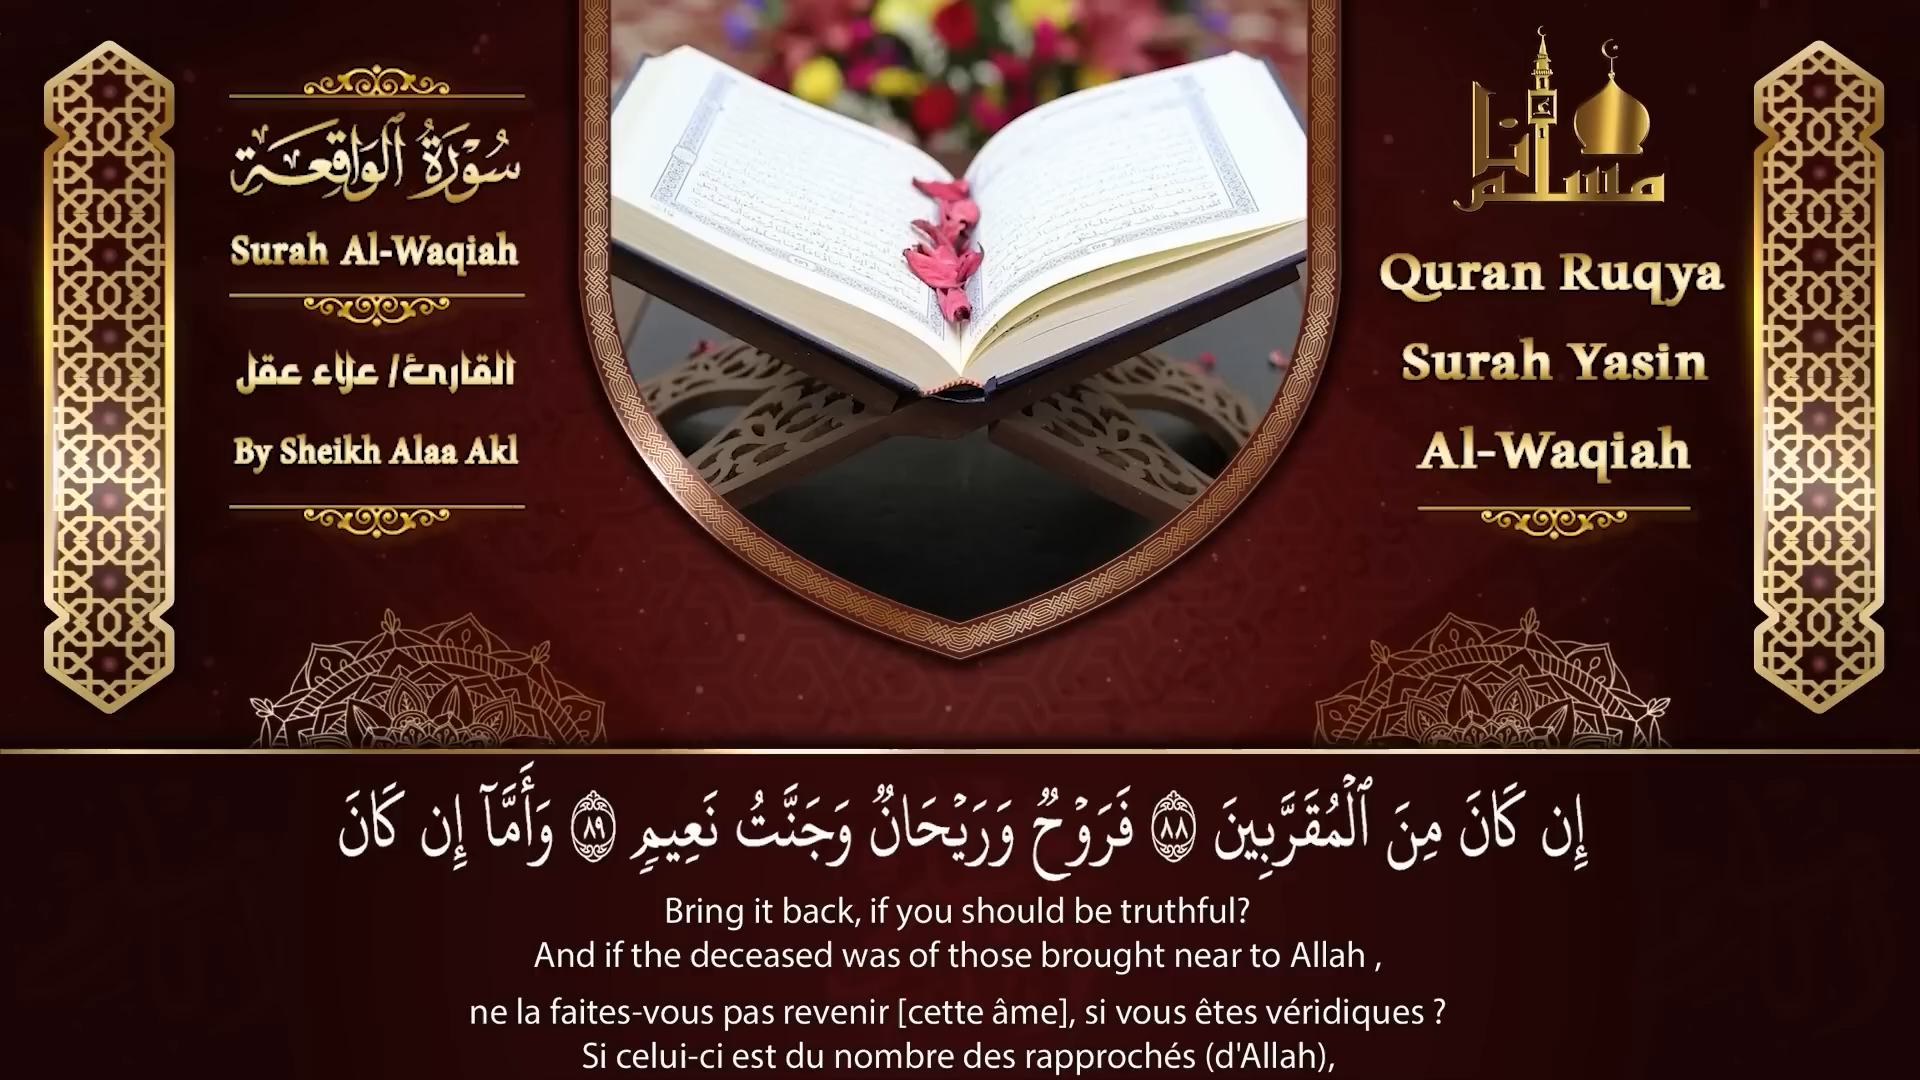 سُورَةُ الوَاقِعَة
Surah Al-Waqiah
القارئ/ علاء عقل
By Sheikh Alaa Akl
أنا
مسلم
Quran Ruqya
Surah Yasin
Al-Waqiah
إِن كَانَ مِنَ ٱلْمُقَرَّبِينَ ٨٨ فَرَوْحٌ وَرَيْحَانٌ وَجَنَّتُ نَعِيمٍ ٨٩ وَأَمَّآ إِن كَانَ
Bring it back, if you should be truthful?
And if the deceased was of those brought near to Allah ,
ne la faites-vous pas revenir [cette âme], si vous êtes véridiques ?
Si celui-ci est du nombre des rapprochés (d'Allah),